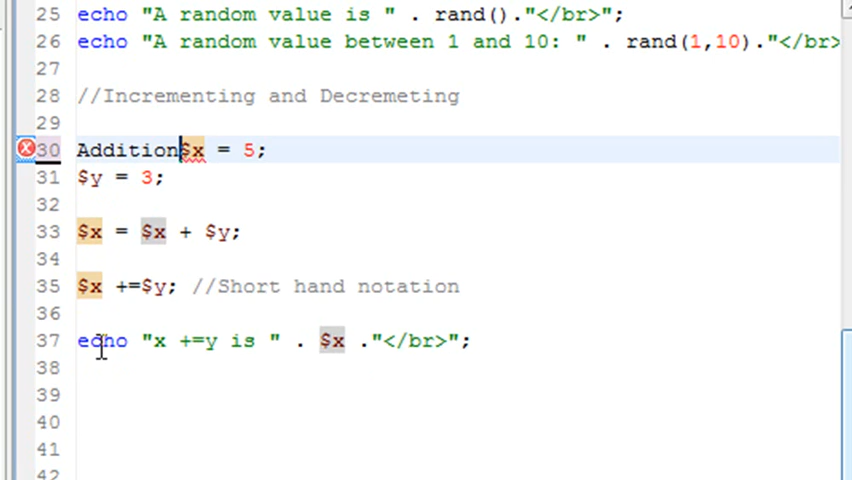 25 echo "A random value is " . rand()."</br>";
26 echo "A random value between 1 and 10: " . rand(1,10)."</br>
27
28 //Incrementing and Decremeting
29
30 Addition$x = 5;
31 $y = 3;
32
33 $x = $x + $y;
34
35 $x +=$y; //Short hand notation
36
37 echo "x +=y is " . $x ."</br>";
38
39
40
41
42